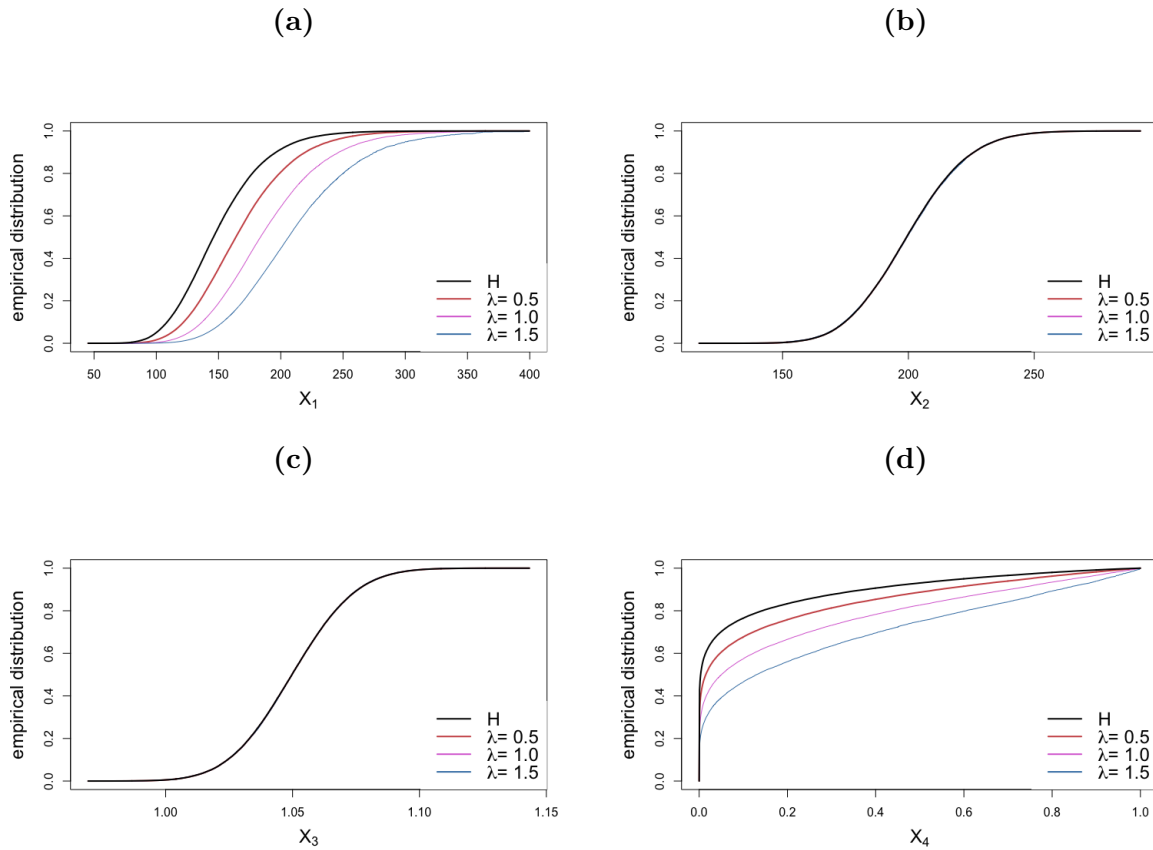 (a)
empirical distribution
0.0 0.2 0.4 0.6 0.8 1.0
H
λ= 0.5
λ= 1.0
λ= 1.5
50 100 150 200 250 300 350 400
X1
(b)
empirical distribution
0.0 0.2 0.4 0.6 0.8 1.0
H
λ= 0.5
λ= 1.0
λ= 1.5
150 200 250
X2
(c)
empirical distribution
0.0 0.2 0.4 0.6 0.8 1.0
H
λ= 0.5
λ= 1.0
λ= 1.5
1.00 1.05 1.10 1.15
X3
(d)
empirical distribution
0.0 0.2 0.4 0.6 0.8 1.0
H
λ= 0.5
λ= 1.0
λ= 1.5
0.0 0.2 0.4 0.6 0.8 1.0
X4